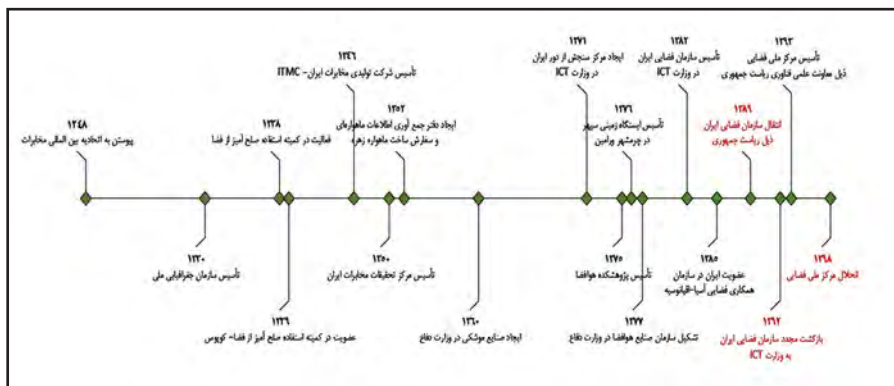 ۱۲۴۸
پیوستن به اتحادیه بین المللی مخابرات
۱۳۳۰
تأسیس سازمان جغرافیایی ملی
۱۳۳۸
فعالیت در کمیته استفاده صلح آمیز از فضا
۱۳۳۹
عضویت در کمیته استفاده صلح آمیز از فضا- کوپوس
۱۳۴۶
تأسیس شرکت تولیدی مخابرات ایران- ITMC
۱۳۵۰
تأسیس مرکز تحقیقات مخابرات ایران
۱۳۵۲
ایجاد دفتر جمع آوری اطلاعات ماهواره‌ای
و سفارش ساخت ماهواره زهره
۱۳۶۰
ایجاد صنایع موشکی در وزارت دفاع
۱۳۷۱
ایجاد مرکز سنجش از دور ایران
در وزارت ICT
۱۳۷۵
تأسیس پژوهشکده هوافضا
۱۳۷۶
تأسیس ایستگاه زمینی سپهر
در چرمشهر ورامین
۱۳۷۷
تشکیل سازمان صنایع هوافضا در وزارت دفاع
۱۳۸۲
تأسیس سازمان فضایی ایران
در وزارت ICT
۱۳۸۵
عضویت ایران در سازمان
همکاری فضایی آسیا-اقیانوسیه
۱۳۸۹
انتقال سازمان فضایی ایران
ذیل ریاست جمهوری
۱۳۹۲
بازگشت مجدد سازمان فضایی ایران
به وزارت ICT
۱۳۹۳
تأسیس مرکز ملی فضایی
ذیل معاونت علمی فناوری ریاست جمهوری
۱۳۹۸
انحلال مرکز ملی فضایی